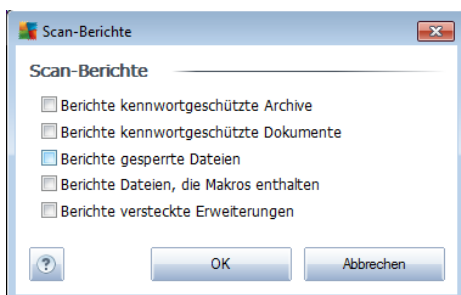 Scan-Berichte
Scan-Berichte
Berichte kennwortgeschützte Archive
Berichte kennwortgeschützte Dokumente
Berichte gesperrte Dateien
Berichte Dateien, die Makros enthalten
Berichte versteckte Erweiterungen
?
OK
Abbrechen